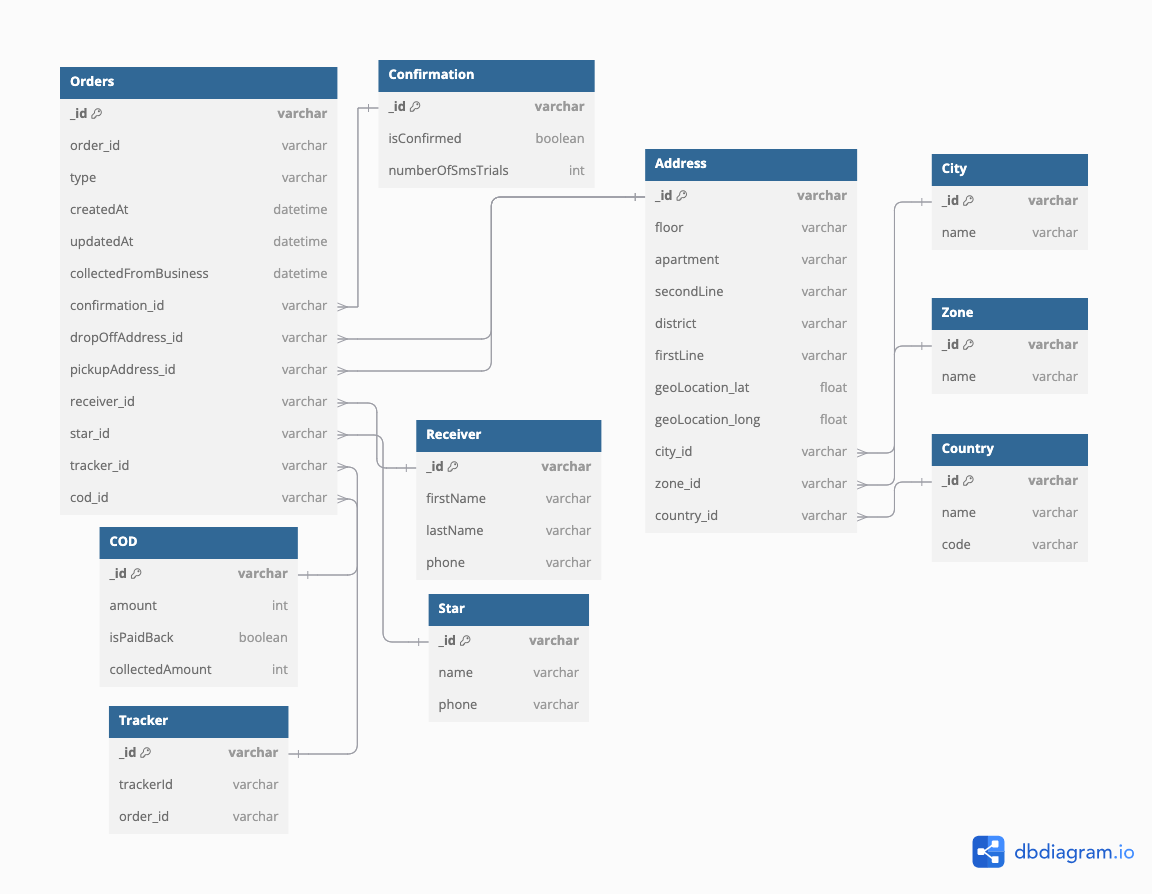 Orders
_id varchar
order_id varchar
type varchar
createdAt datetime
updatedAt datetime
collectedFromBusiness datetime
confirmation_id varchar
dropOffAddress_id varchar
pickupAddress_id varchar
receiver_id varchar
star_id varchar
tracker_id varchar
cod_id varchar
Confirmation
_id varchar
isConfirmed boolean
numberOfSmsTrials int
Address
_id varchar
floor varchar
apartment varchar
secondLine varchar
district varchar
firstLine varchar
geoLocation_lat float
geoLocation_long float
city_id varchar
zone_id varchar
country_id varchar
City
_id varchar
name varchar
Zone
_id varchar
name varchar
Country
_id varchar
name varchar
code varchar
Receiver
_id varchar
firstName varchar
lastName varchar
phone varchar
COD
_id varchar
amount int
isPaidBack boolean
collectedAmount int
Star
_id varchar
name varchar
phone varchar
Tracker
_id varchar
trackerId varchar
order_id varchar
dbdiagram.io